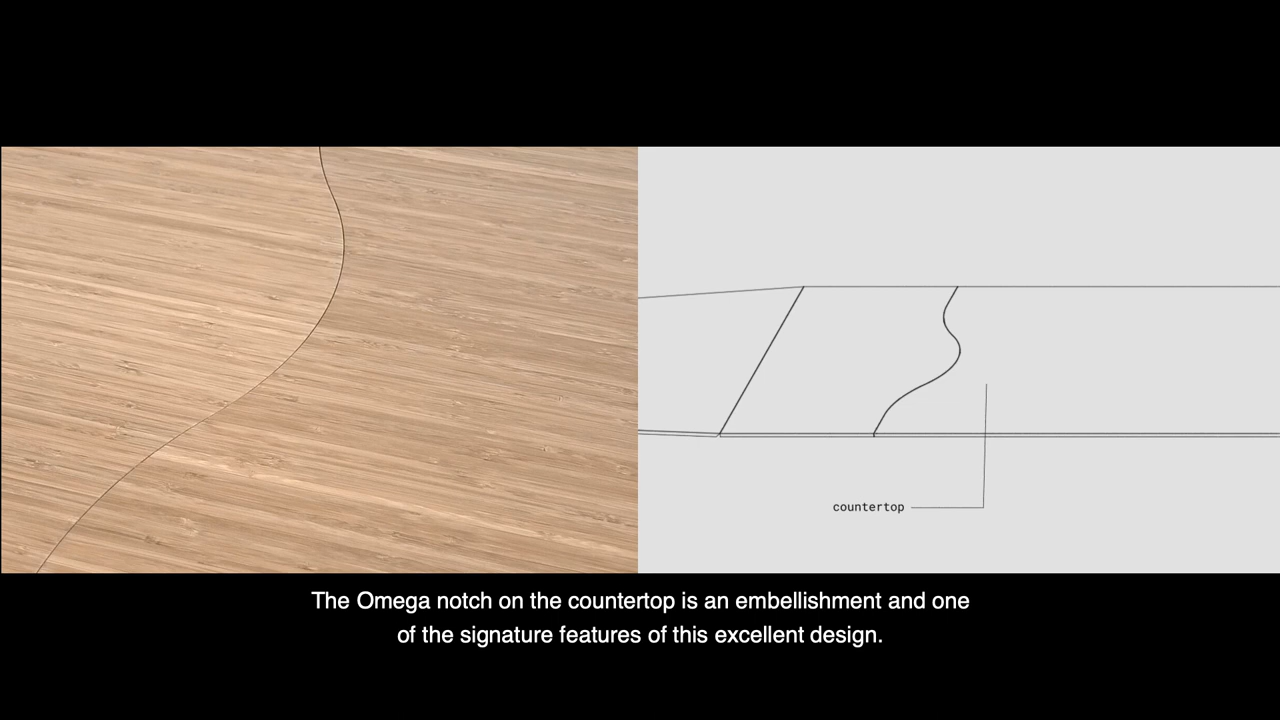 countertop
The Omega notch on the countertop is an embellishment and one
of the signature features of this excellent design.